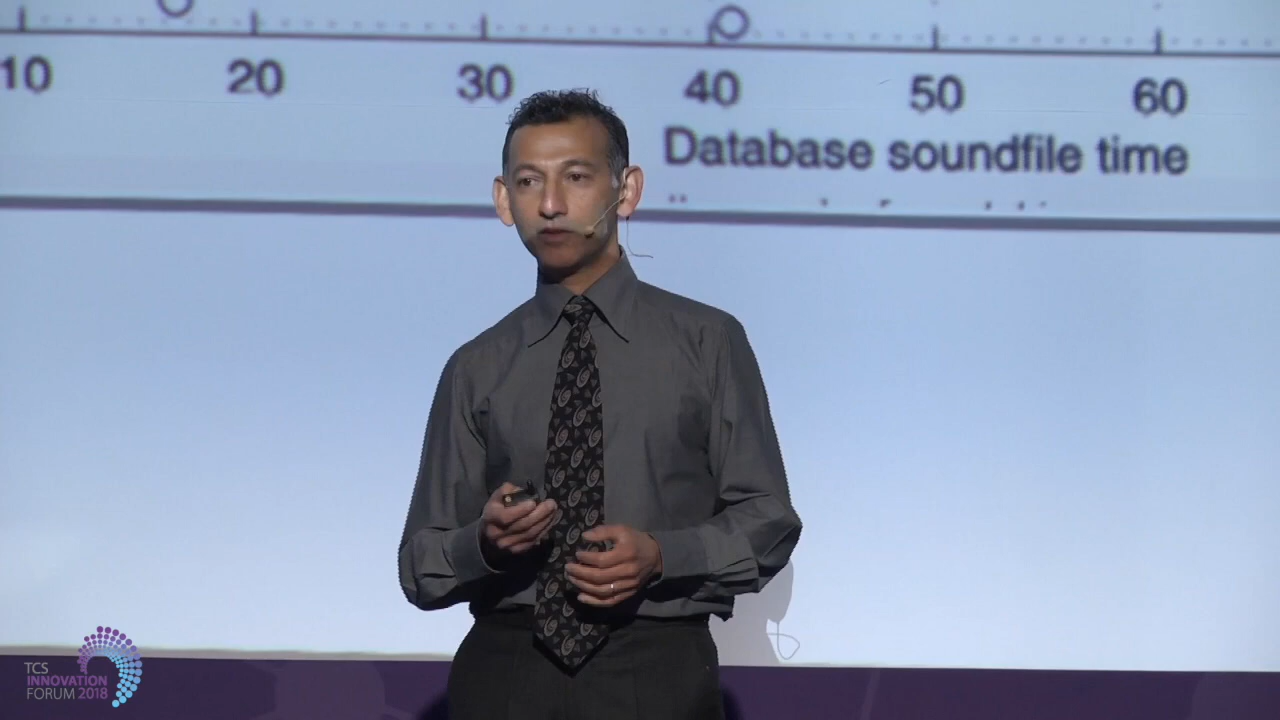 10 20 30 40 50 60
Database soundfile time
TCS
INNOVATION
FORUM 2018